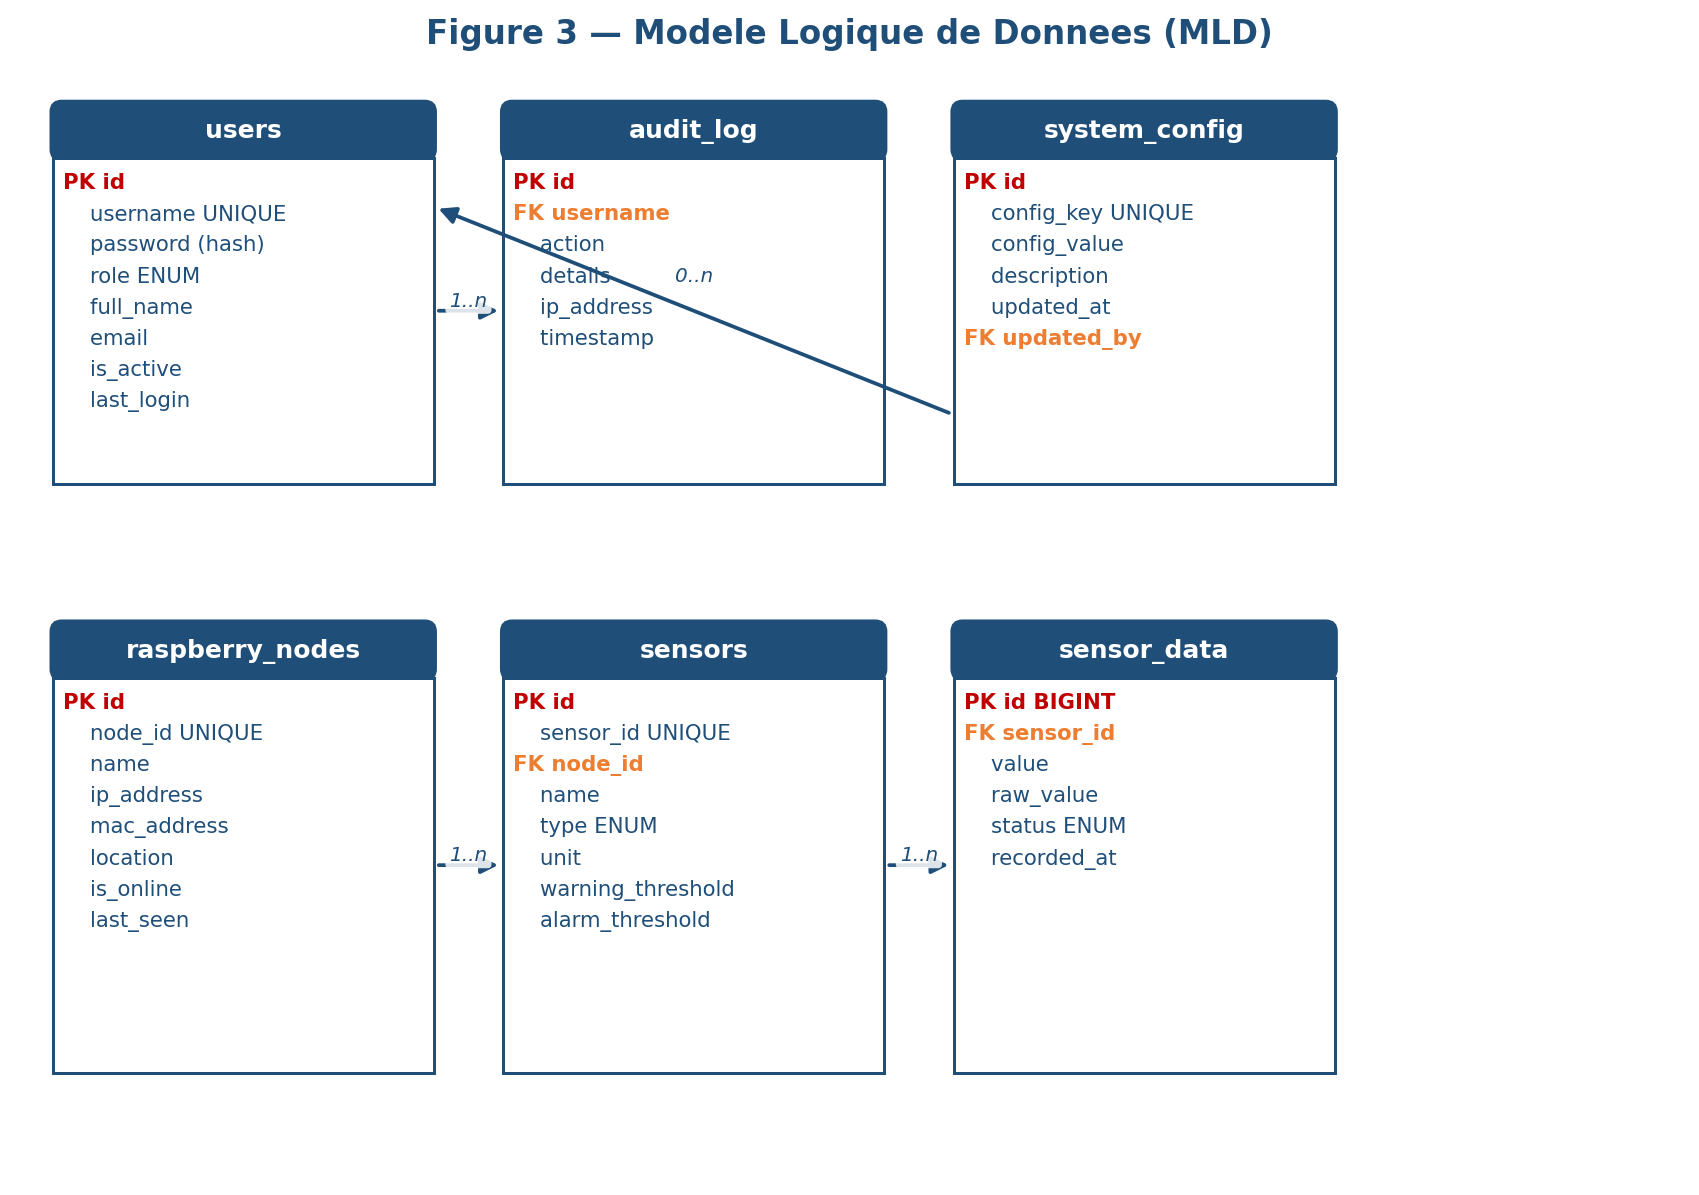 Figure 3 — Modele Logique de Donnees (MLD)
users
PK id
username UNIQUE
password (hash)
role ENUM
full_name
email
is_active
last_login
1..n
audit_log
PK id
FK username
action
details
ip_address
timestamp
0..n
system_config
PK id
config_key UNIQUE
config_value
description
updated_at
FK updated_by
raspberry_nodes
PK id
node_id UNIQUE
name
ip_address
mac_address
location
is_online
last_seen
1..n
sensors
PK id
sensor_id UNIQUE
FK node_id
name
type ENUM
unit
warning_threshold
alarm_threshold
1..n
sensor_data
PK id BIGINT
FK sensor_id
value
raw_value
status ENUM
recorded_at